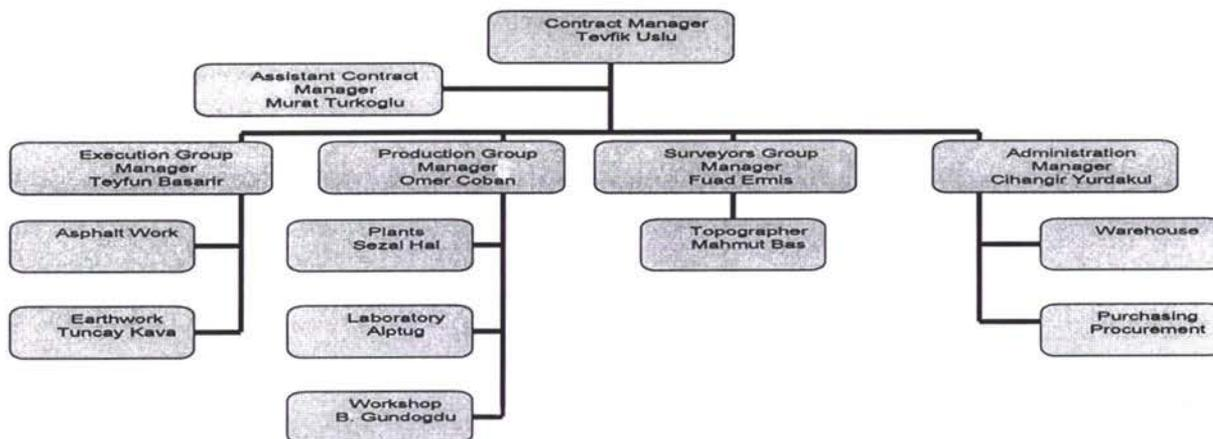 Contract Manager
Tevfik Uslu
Assistant Contract
Manager
Murat Turkoglu
Execution Group
Manager
Teyfun Basarir
Production Group
Manager
Omer Coban
Surveyors Group
Manager
Fuad Ermis
Administration
Manager
Cihangir Yurdakul
Asphalt Work
Plants
Sezai Hal
Topographer
Mahmut Bas
Warehouse
Earthwork
Tuncay Kava
Laboratory
Alptug
Purchasing
Procurement
Workshop
B. Gundogdu